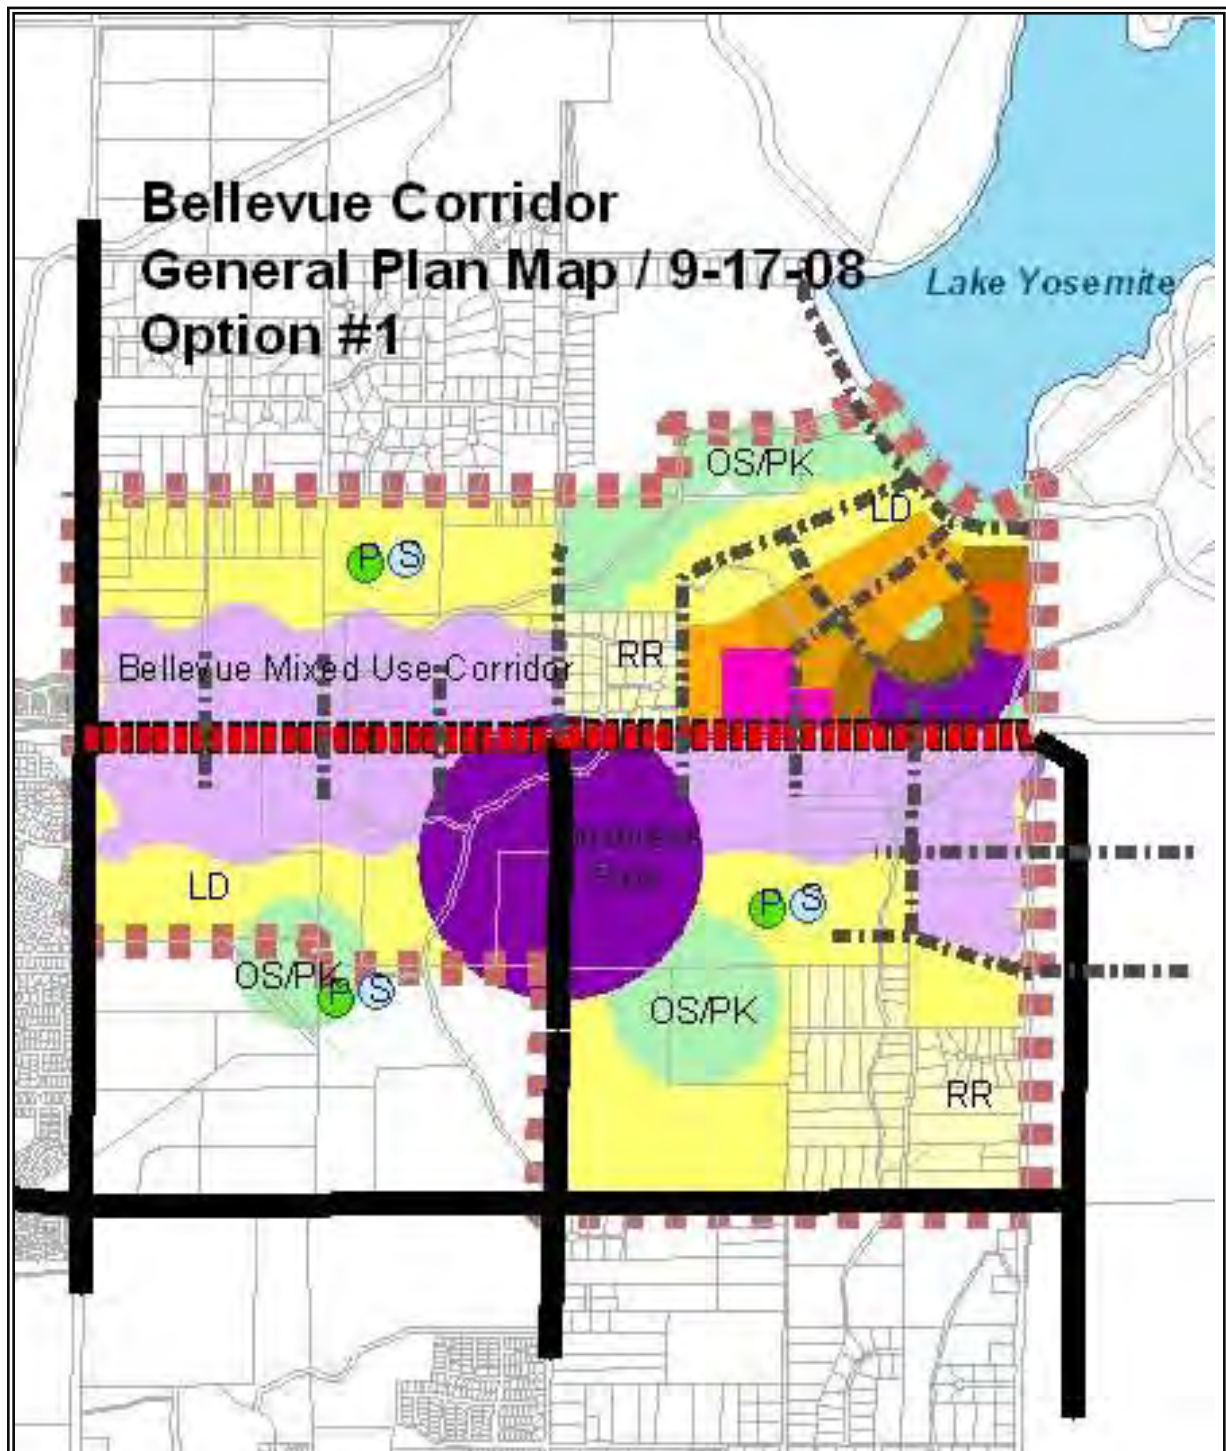 Bellevue Corridor
General Plan Map / 9-17-08
Option #1
Lake Yosemite
OS/PK
LD
P S
RR
Bellevue Mixed Use Corridor
LD
P S
OS/PK
P S
OS/PK
RR